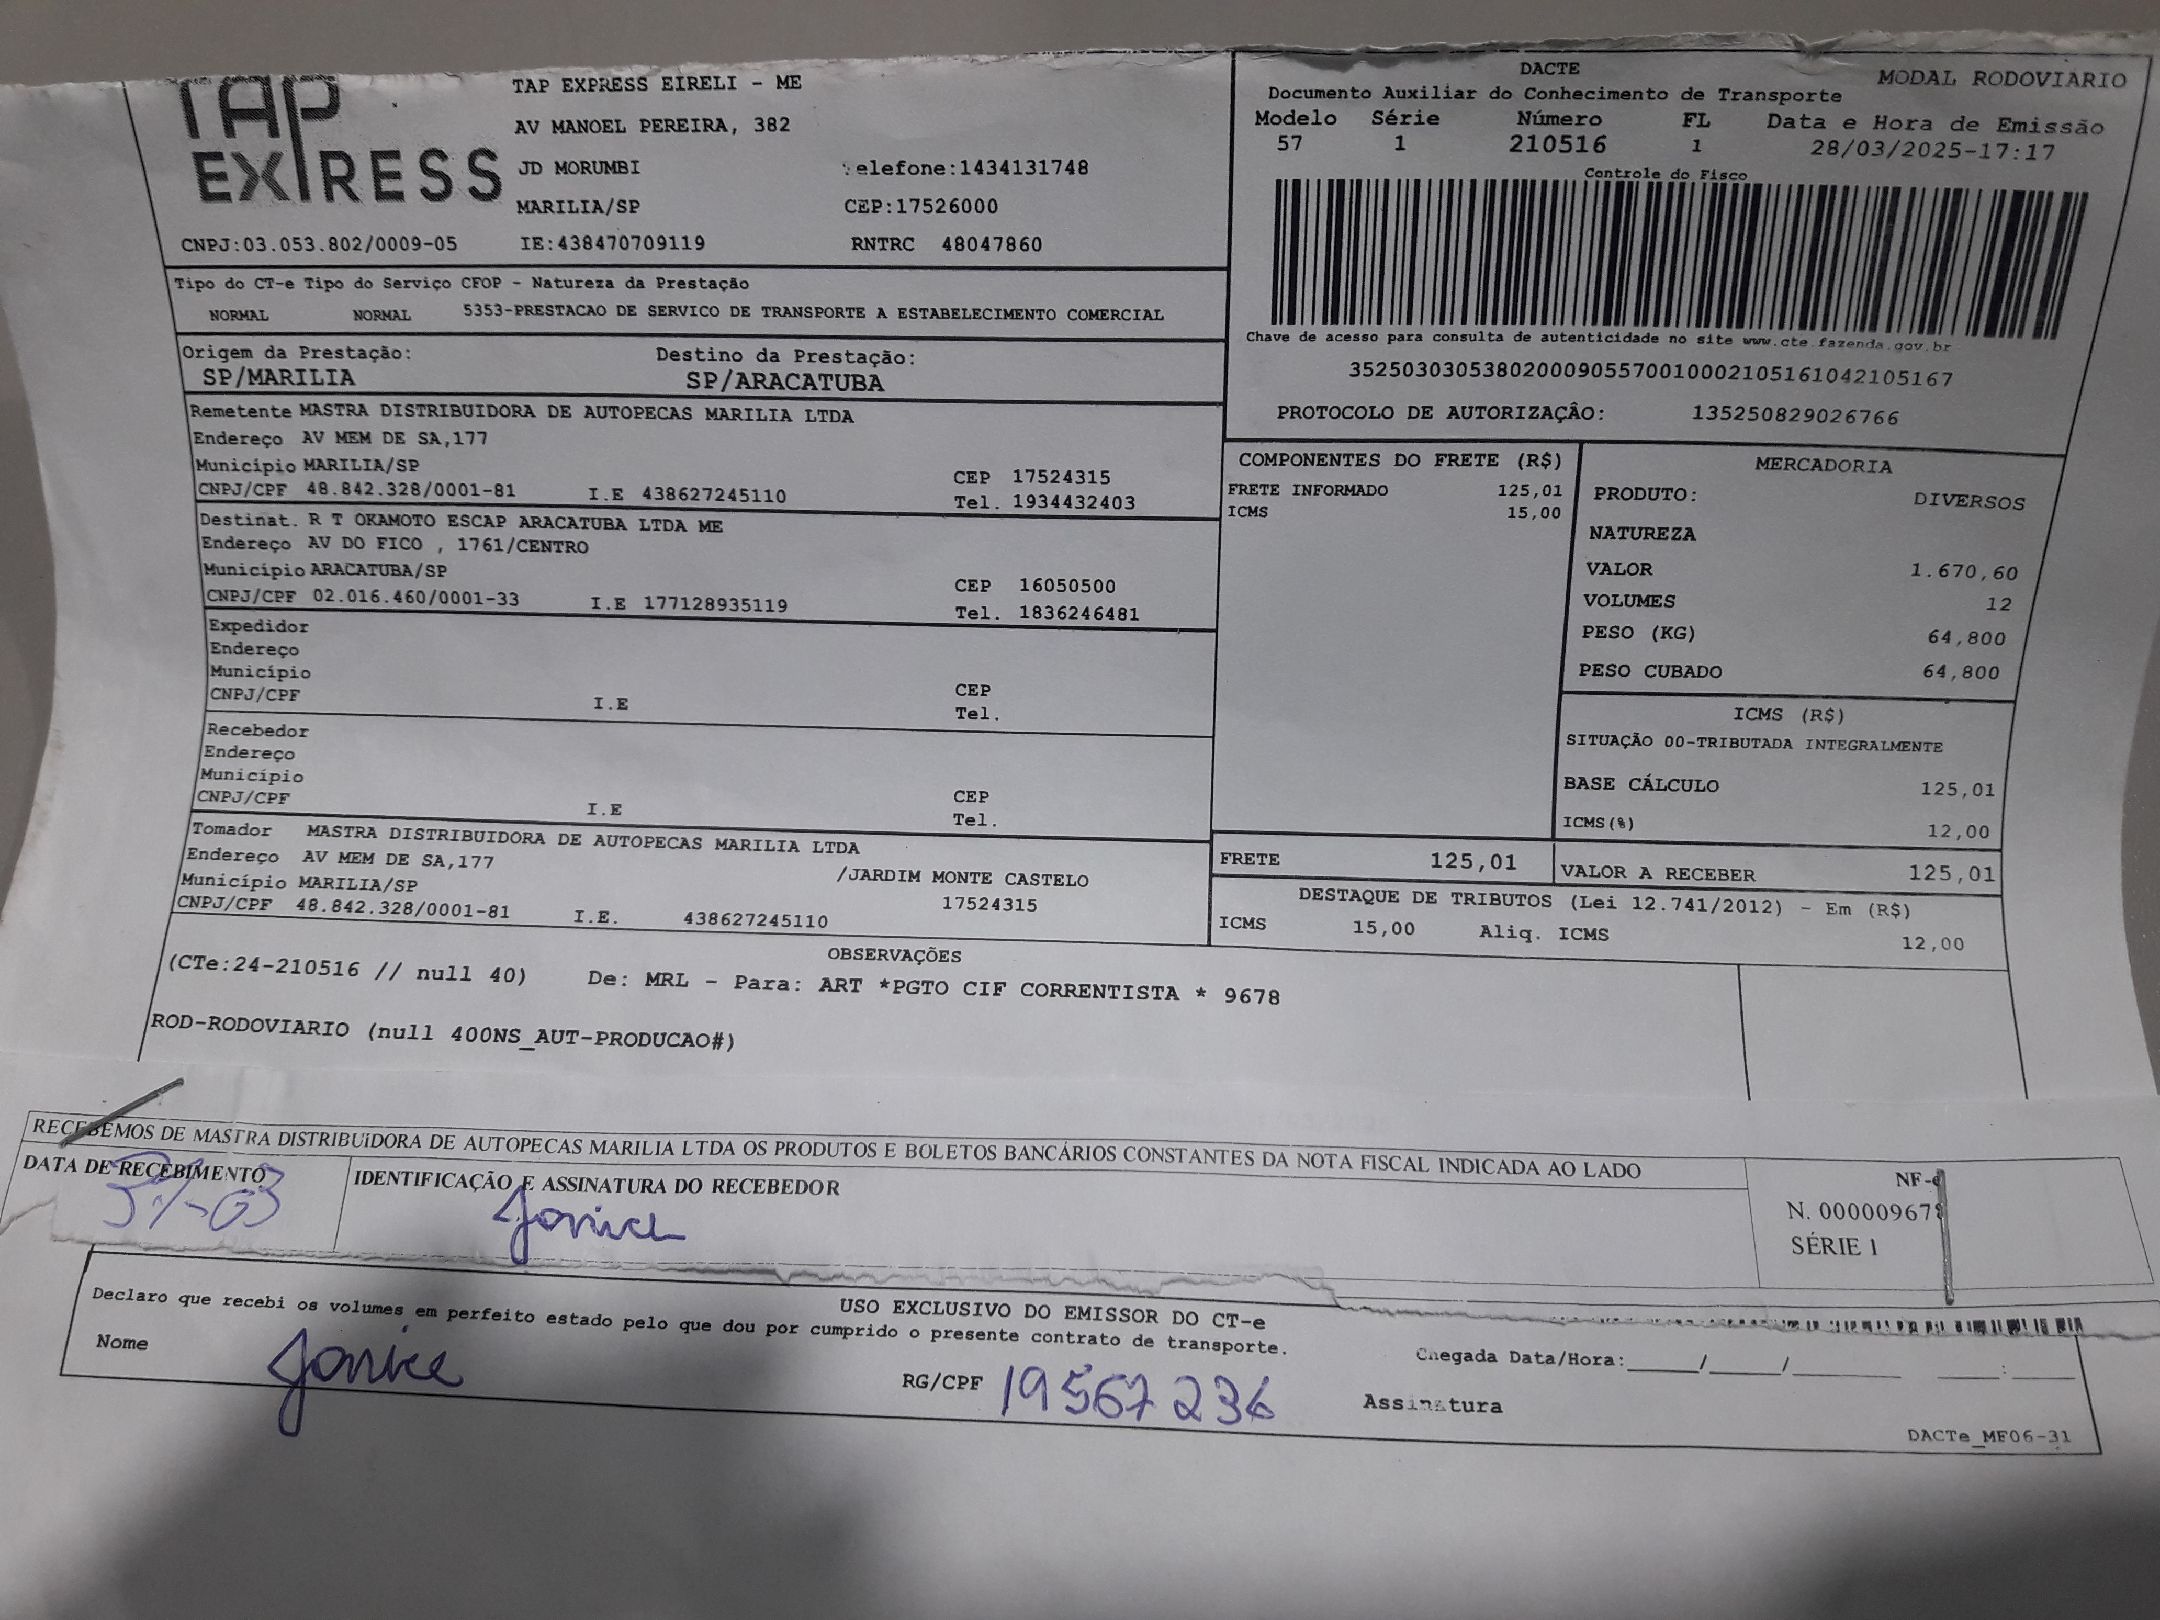 TAP EXPRESS
TAP EXPRESS EIRELI - ME
AV MANOEL PEREIRA, 382
JD MORUMBI elefone:1434131748
MARILIA/SP CEP:17526000
CNPJ:03.053.802/0009-05 IE:438470709119 RNTRC 48047860
DACTE MODAL RODOVIARIO
Documento Auxiliar do Conhecimento de Transporte
Modelo Série Número FL Data e Hora de Emissão
57 1 210516 1 28/03/2025-17:17
Controle do Fisco
Chave de acesso para consulta de autenticidade no site www.cte.fazenda.gov.br
35250303053802000905570010002105161042105167
PROTOCOLO DE AUTORIZAÇÂO: 135250829026766
Tipo do CT-e Tipo do Serviço CFOP - Natureza da Prestação
NORMAL NORMAL 5353-PRESTACAO DE SERVICO DE TRANSPORTE A ESTABELECIMENTO COMERCIAL
Origem da Prestação: Destino da Prestação:
SP/MARILIA SP/ARACATUBA
Remetente MASTRA DISTRIBUIDORA DE AUTOPECAS MARILIA LTDA
Endereço AV MEM DE SA,177
Município MARILIA/SP CEP 17524315
CNPJ/CPF 48.842.328/0001-81 I.E 438627245110 Tel. 1934432403
Destinat. R T OKAMOTO ESCAP ARACATUBA LTDA ME
Endereço AV DO FICO , 1761/CENTRO
Município ARACATUBA/SP CEP 16050500
CNPJ/CPF 02.016.460/0001-33 I.E 177128935119 Tel. 1836246481
Expedidor
Endereço
Município CEP
CNPJ/CPF I.E Tel.
Recebedor
Endereço
Município CEP
CNPJ/CPF I.E Tel.
Tomador MASTRA DISTRIBUIDORA DE AUTOPECAS MARILIA LTDA
Endereço AV MEM DE SA,177 /JARDIM MONTE CASTELO
Município MARILIA/SP 17524315
CNPJ/CPF 48.842.328/0001-81 I.E. 438627245110
COMPONENTES DO FRETE (R$)
FRETE INFORMADO 125,01
ICMS 15,00
MERCADORIA
PRODUTO: DIVERSOS
NATUREZA
VALOR 1.670,60
VOLUMES 12
PESO (KG) 64,800
PESO CUBADO 64,800
ICMS (R$)
SITUAÇÃO 00-TRIBUTADA INTEGRALMENTE
BASE CÁLCULO 125,01
ICMS(%) 12,00
FRETE 125,01 VALOR A RECEBER 125,01
DESTAQUE DE TRIBUTOS (Lei 12.741/2012) - Em (R$)
ICMS 15,00 Aliq. ICMS 12,00
OBSERVAÇÕES
(CTe:24-210516 // null 40) De: MRL - Para: ART *PGTO CIF CORRENTISTA * 9678
ROD-RODOVIARIO (null 400NS_AUT-PRODUCAO#)
RECEBEMOS DE MASTRA DISTRIBUIDORA DE AUTOPECAS MARILIA LTDA OS PRODUTOS E BOLETOS BANCÁRIOS CONSTANTES DA NOTA FISCAL INDICADA AO LADO
DATA DE RECEBIMENTO IDENTIFICAÇÃO E ASSINATURA DO RECEBEDOR NF-e
31-03 Janice N. 000009678
SÉRIE 1
USO EXCLUSIVO DO EMISSOR DO CT-e
Declaro que recebi os volumes em perfeito estado pelo que dou por cumprido o presente contrato de transporte.
Nome Janice RG/CPF 19567236 Chegada Data/Hora:____/____/______ ____:____
Assinatura
DACTe_MF06-31